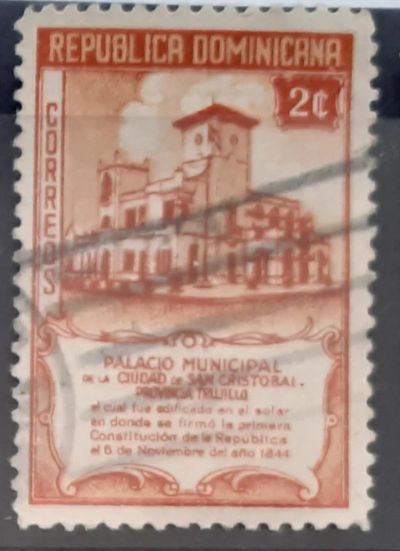 REPUBLICA DOMINICANA
2¢
CORREOS
PALACIO MUNICIPAL
DE LA CIUDAD DE SAN CRISTOBAL.
PROVINCIA TRUJILLO
el cual fue edificado en el solar
en donde se firmó la primera
Constitución de la República
el 6 de Noviembre del año 1844